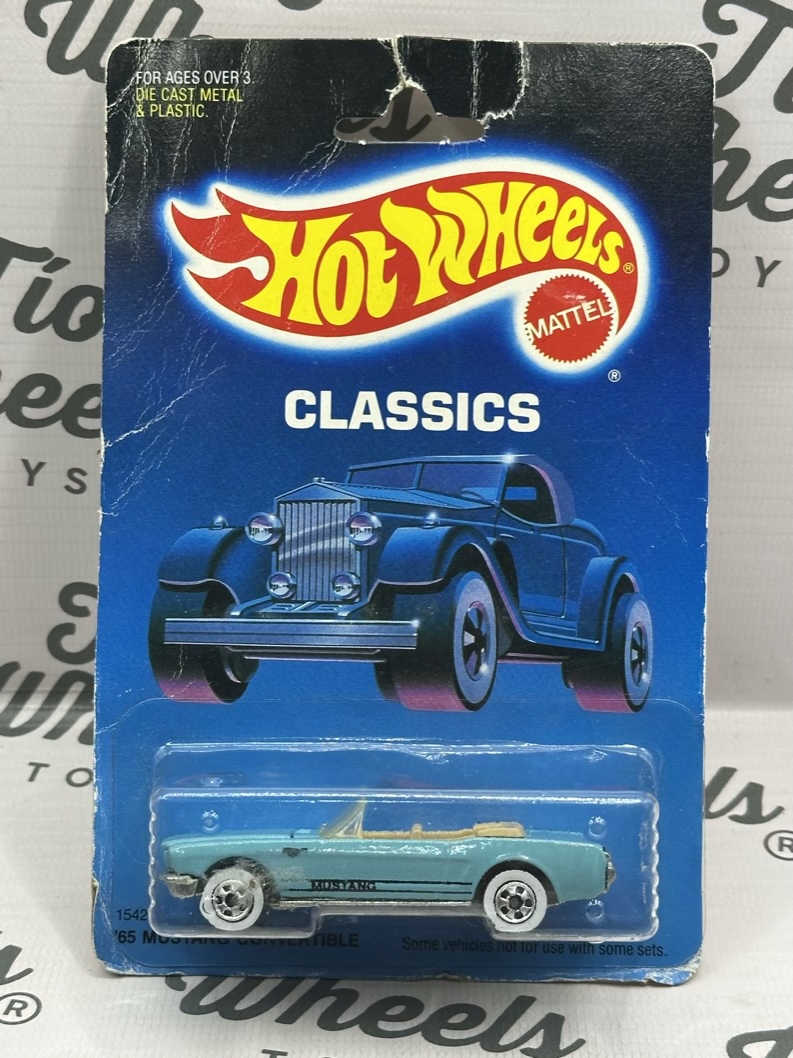 FOR AGES OVER 3.
DIE CAST METAL
& PLASTIC.
HOT WHEELS®
MATTEL
®
CLASSICS
MUSTANG
1542
'65 MUSTANG CONVERTIBLE
Some vehicles not for use with some sets.
Wheels